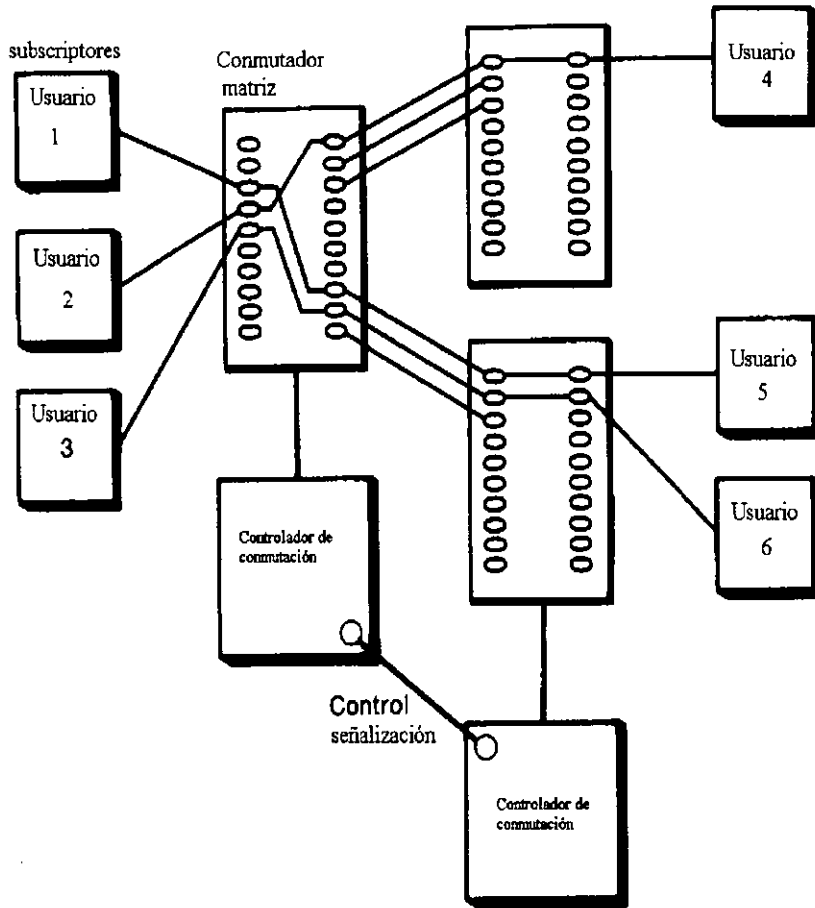 subscriptores
Usuario
1
Usuario
2
Usuario
3
Conmutador
matriz
Usuario
4
Usuario
5
Usuario
6
Controlador de
conmutación
Control
señalización
Controlador de
conmutación